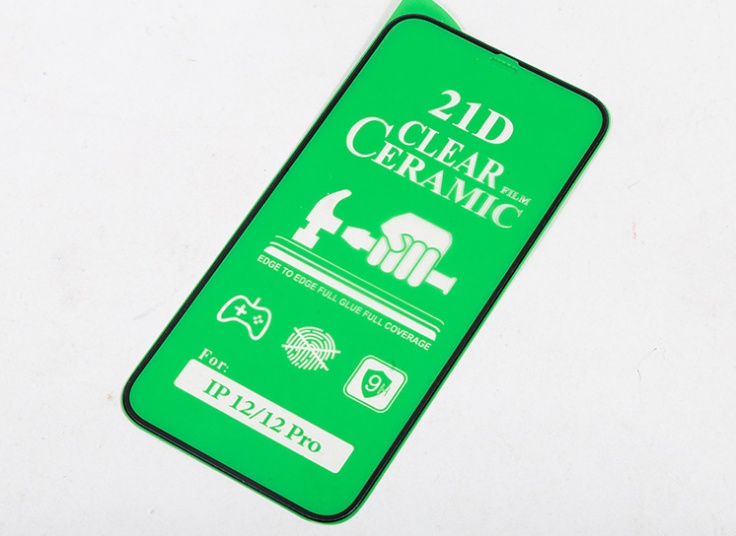 21D
CLEAR
CERAMIC FILM
EDGE TO EDGE FULL GLUE FULL COVERAGE
9H
For:
IP 12/12 Pro